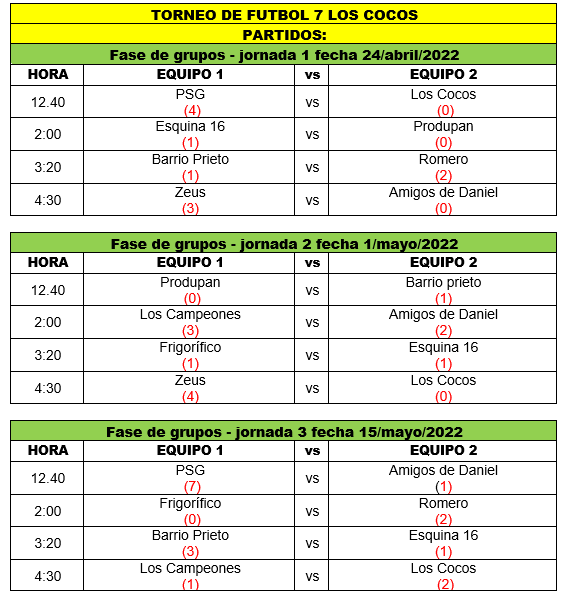 TORNEO DE FUTBOL 7 LOS COCOS
PARTIDOS:
Fase de grupos - jornada 1 fecha 24/abril/2022
HORA EQUIPO 1 vs EQUIPO 2
12.40 PSG (4) vs Los Cocos (0)
2:00 Esquina 16 (1) vs Produpan (0)
3:20 Barrio Prieto (1) vs Romero (2)
4:30 Zeus (3) vs Amigos de Daniel (0)
Fase de grupos - jornada 2 fecha 1/mayo/2022
HORA EQUIPO 1 vs EQUIPO 2
12.40 Produpan (0) vs Barrio prieto (1)
2:00 Los Campeones (3) vs Amigos de Daniel (2)
3:20 Frigorífico (1) vs Esquina 16 (1)
4:30 Zeus (4) vs Los Cocos (0)
Fase de grupos - jornada 3 fecha 15/mayo/2022
HORA EQUIPO 1 vs EQUIPO 2
12.40 PSG (7) vs Amigos de Daniel (1)
2:00 Frigorífico (0) vs Romero (2)
3:20 Barrio Prieto (3) vs Esquina 16 (1)
4:30 Los Campeones (1) vs Los Cocos (2)